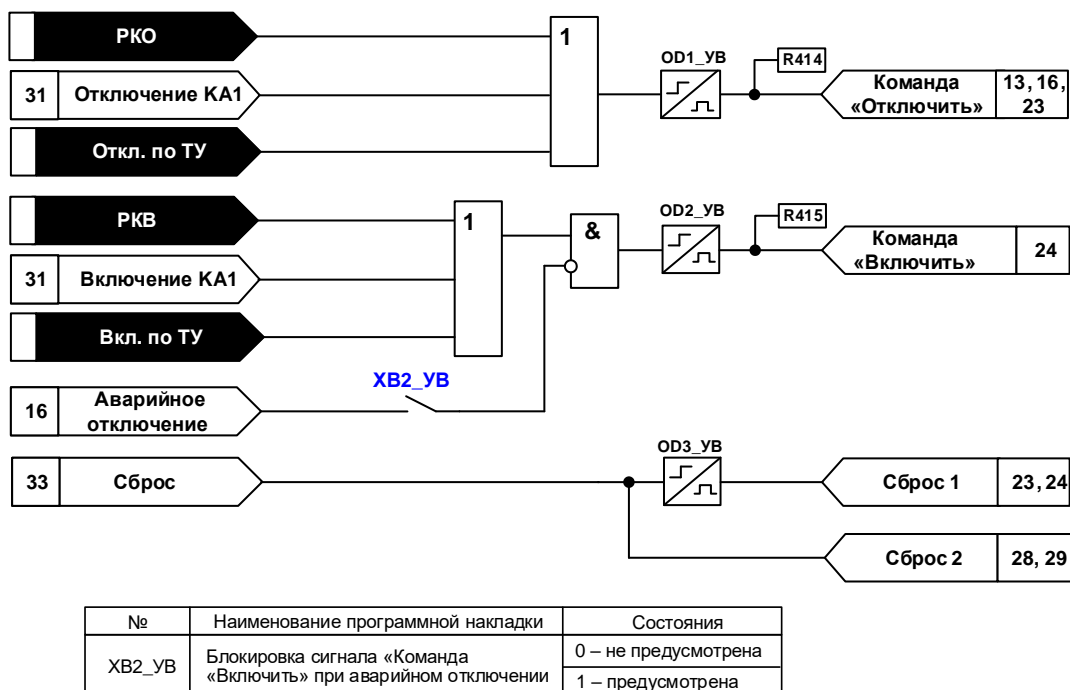 РКО
1
31 Отключение КА1
Откл. по ТУ
OD1_УВ
R414
Команда
«Отключить»
13, 16,
23
РКВ
1
31 Включение КА1
Вкл. по ТУ
&
OD2_УВ
R415
Команда
«Включить»
24
16
Аварийное
отключение
ХВ2_УВ
33 Сброс
OD3_УВ
Сброс 1 23, 24
Сброс 2 28, 29
№ Наименование программной накладки Состояния
ХВ2_УВ
Блокировка сигнала «Команда
«Включить» при аварийном отключении
0 – не предусмотрена
1 – предусмотрена